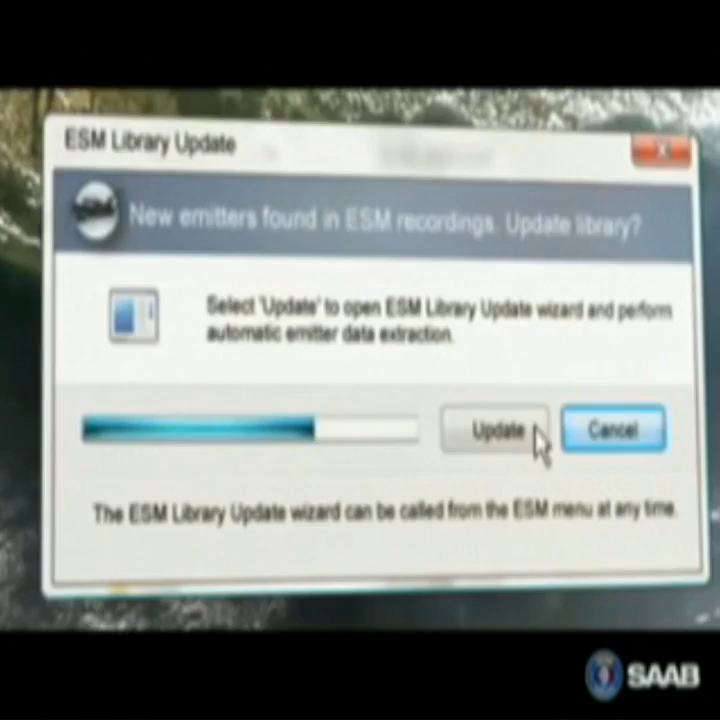 ESM Library Update
New emitters found in ESM recordings. Update library?
Select 'Update' to open ESM Library Update wizard and perform
automatic emitter data extraction.
Update
Cancel
The ESM Library Update wizard can be called from the ESM menu at any time.
SAAB